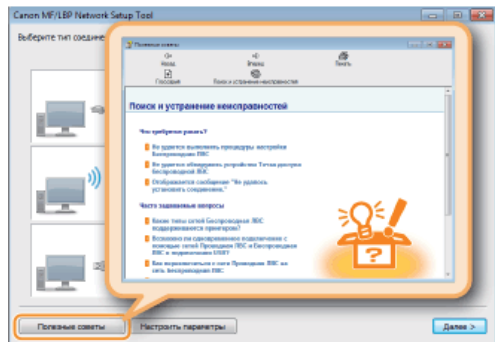 Canon MF/LBP Network Setup Tool
Выберите тип соедине
Полезные советы
Назад
Вперед
Печать
Глоссарий
Поиск и устранение неисправностей
Поиск и устранение неисправностей
Что требуется решить?
Не удается выполнить процедуры настройки
Беспроводная ЛВС
Не удается обнаружить устройство Точка доступа
беспроводной ЛВС
Отображается сообщение "Не удалось
установить соединение."
Часто задаваемые вопросы
Какие типы сетей Беспроводная ЛВС
поддерживаются принтером?
Возможно ли одновременное подключение с
помощью сетей Проводная ЛВС и Беспроводная
ЛВС и подключения USB?
Как переключиться с сети Проводная ЛВС на
сеть Беспроводная ЛВС
?
Полезные советы
Настроить параметры
Далее >